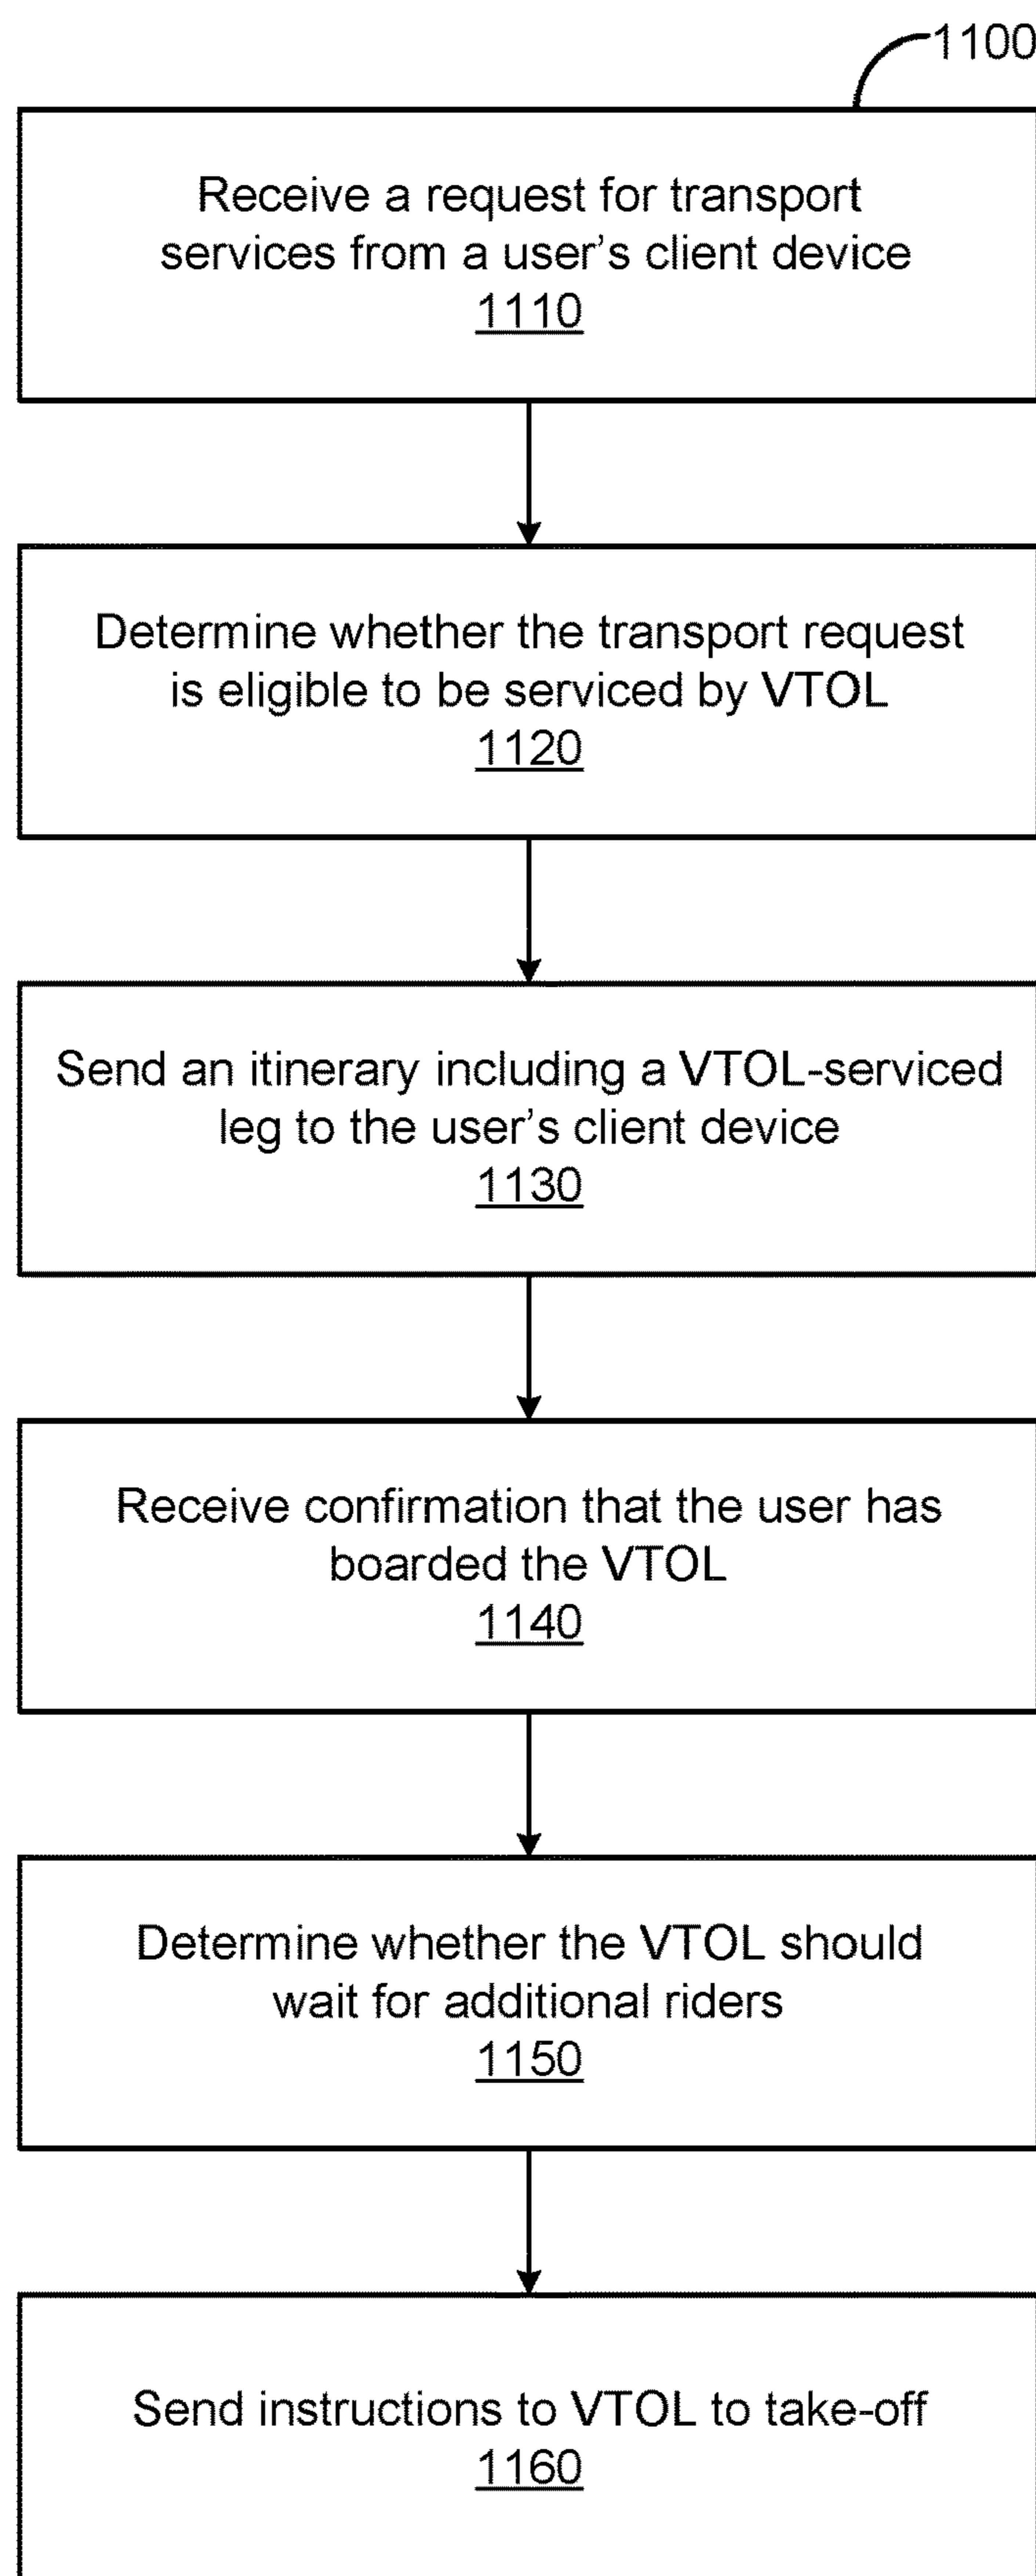 1100
Receive a request for transport
services from a user's client device
1110
Determine whether the transport request
is eligible to be serviced by VTOL
1120
Send an itinerary including a VTOL-serviced
leg to the user's client device
1130
Receive confirmation that the user has
boarded the VTOL
1140
Determine whether the VTOL should
wait for additional riders
1150
Send instructions to VTOL to take-off
1160